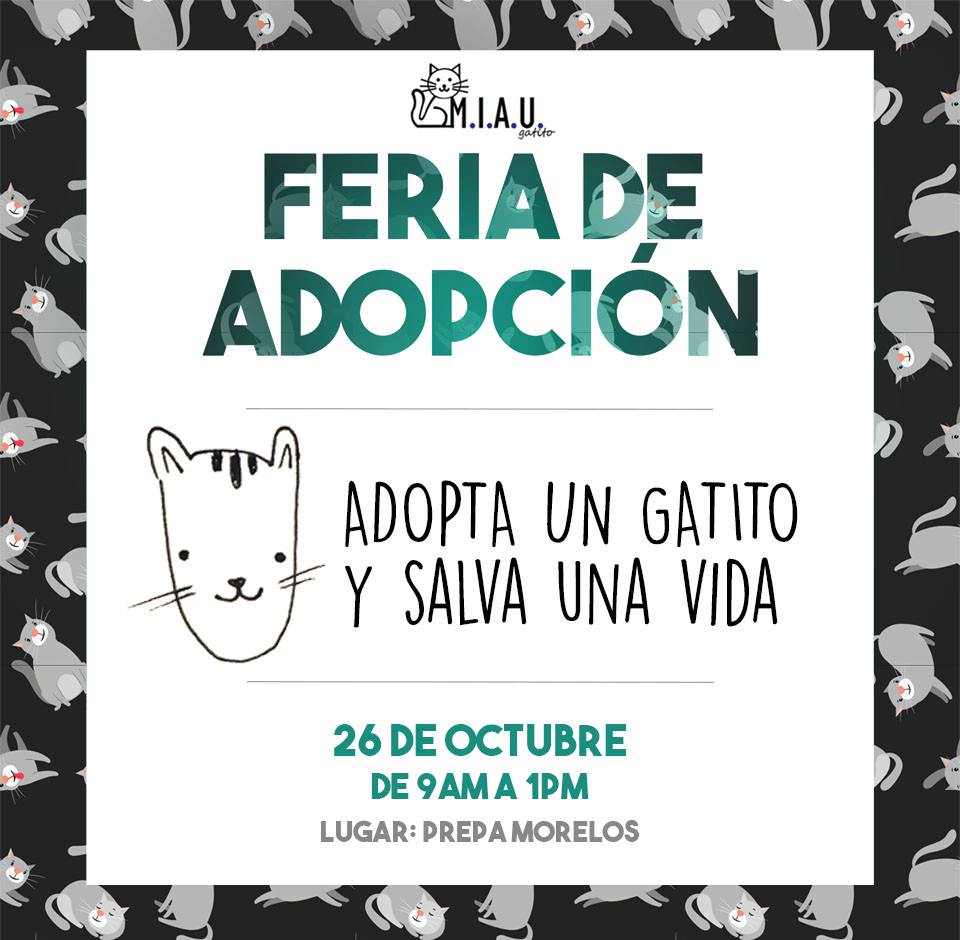 M.I.A.U.
gatito
FERIA DE
ADOPCIÓN
ADOPTA UN GATITO
Y SALVA UNA VIDA
26 DE OCTUBRE
DE 9AM A 1PM
LUGAR: PREPA MORELOS